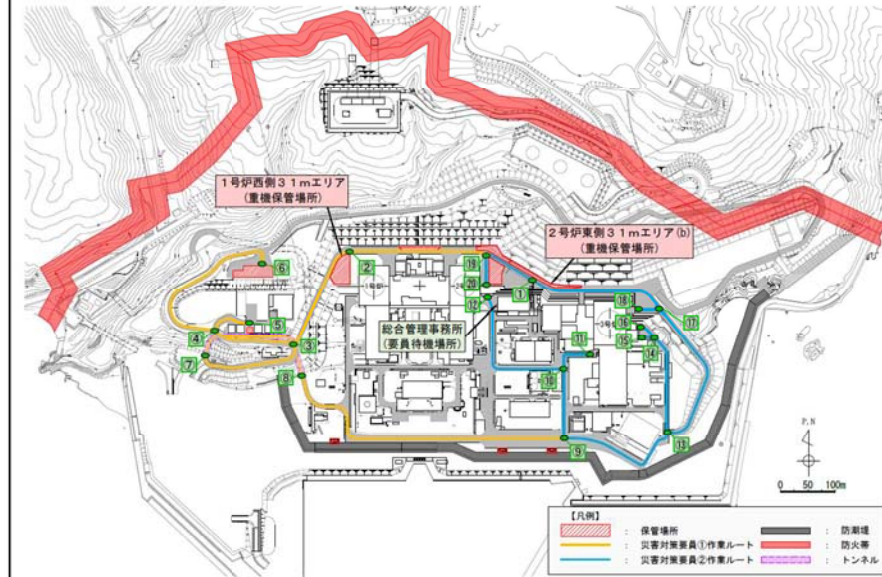 1号炉西側31mエリア
(重機保管場所)
2号炉東側31mエリア(b)
(重機保管場所)
⑥
②
⑲
⑳
①
⑫
総合管理事務所
(要員待機場所)
⑱
⑰
⑯
⑮
⑭
⑪
⑤
④
③
⑦
⑧
⑩
⑨
⑬
P.N
0 50 100m
【凡例】
: 保管場所
: 防潮堤
: 災害対策要員①作業ルート
: 防火帯
: 災害対策要員②作業ルート
: トンネル